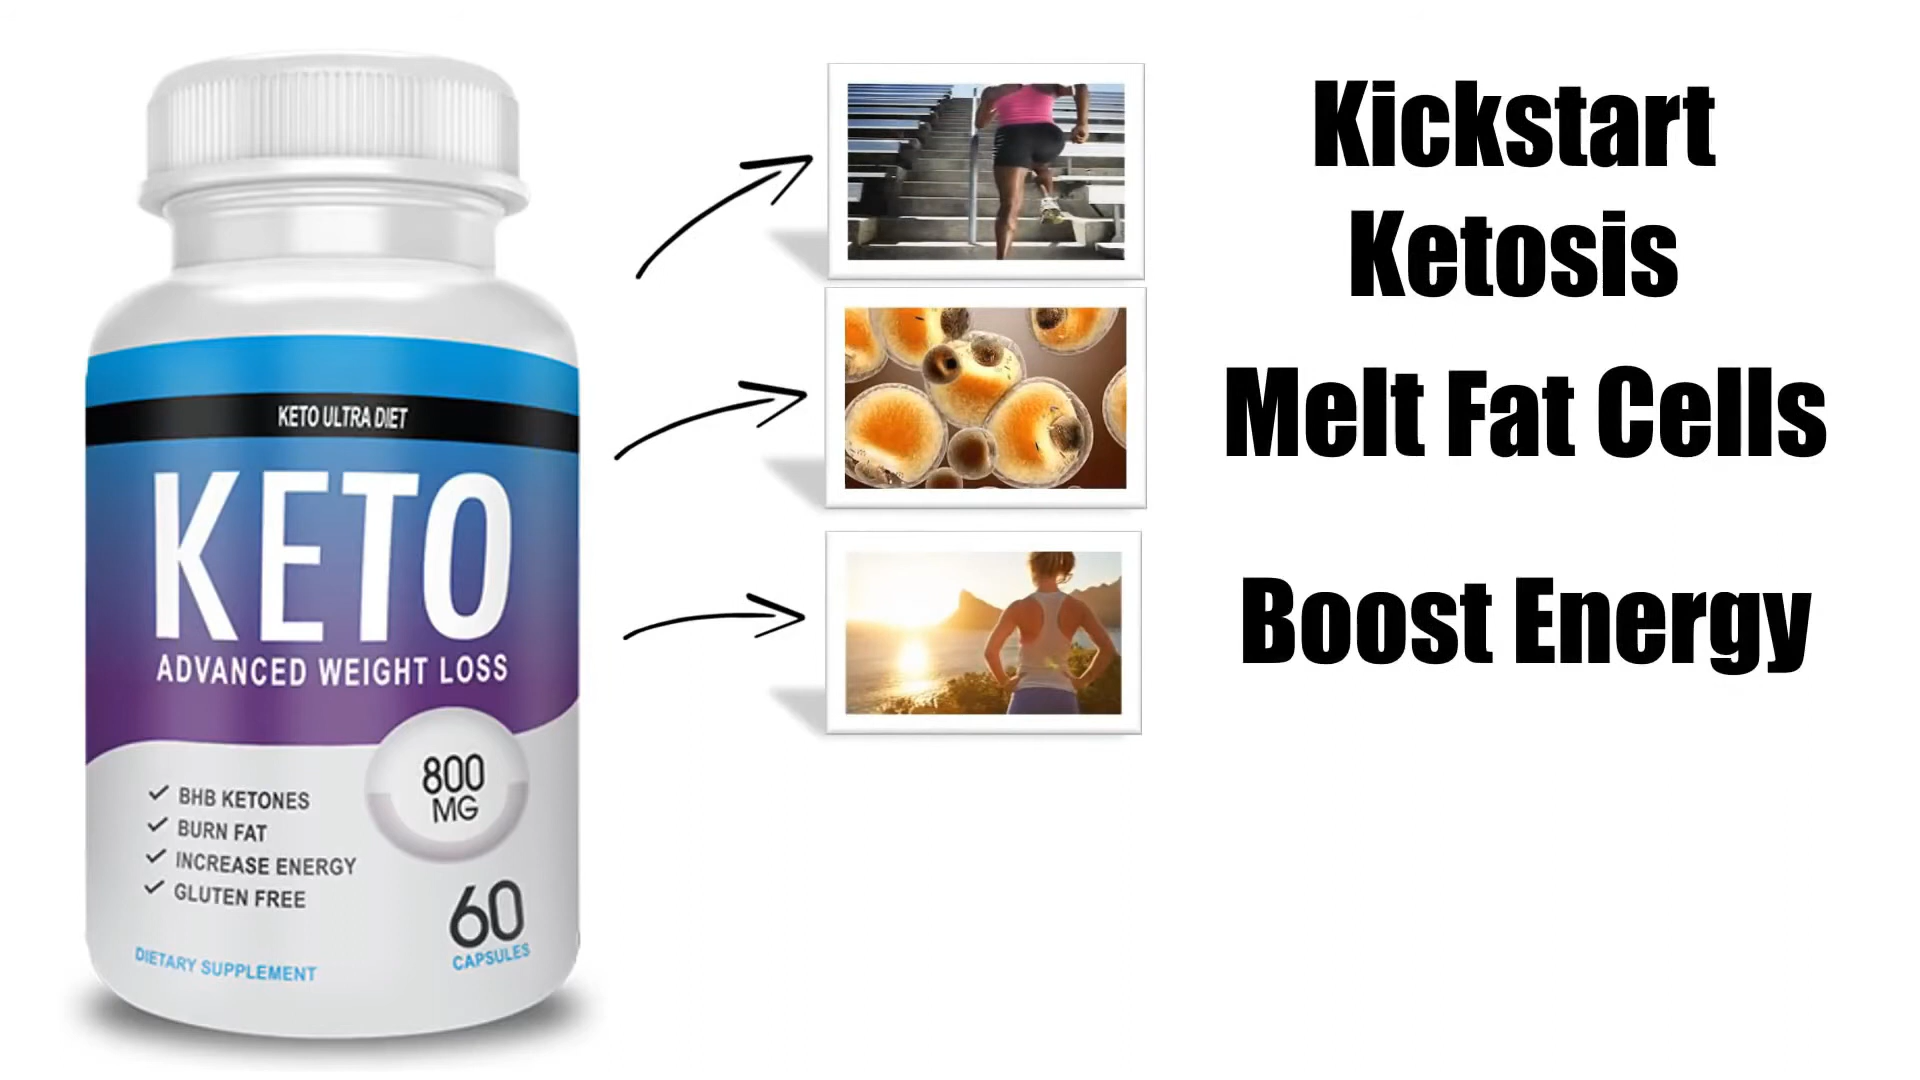 KETO ULTRA DIET
KETO
ADVANCED WEIGHT LOSS
800
MG
BHB KETONES
BURN FAT
INCREASE ENERGY
GLUTEN FREE
60
CAPSULES
DIETARY SUPPLEMENT
Kickstart
Ketosis
Melt Fat Cells
Boost Energy